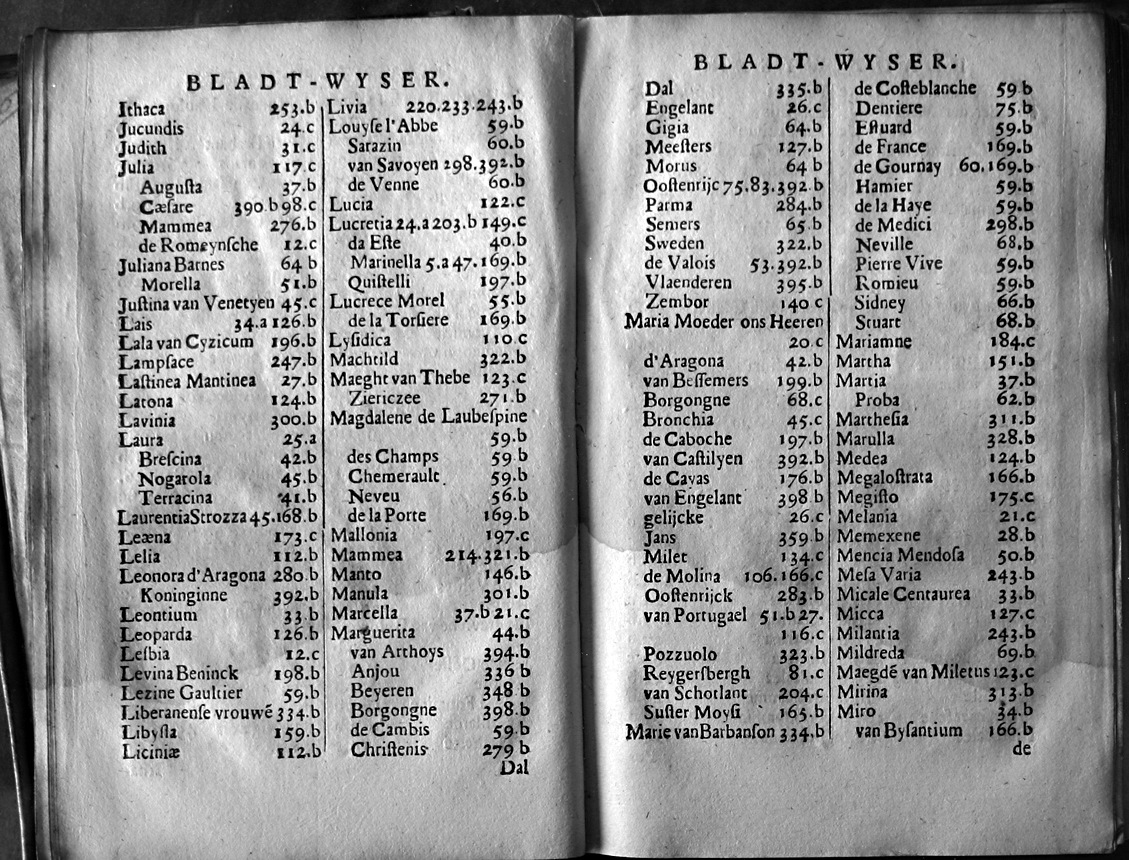 BLADT-WYSER.
Ithaca 253.b
Jucundis 24.c
Judith 31.c
Julia 117.c
Auguſta 37.b
Cæſare 390.b 98.c
Mammea 276.b
de Romeynſche 12.c
Juliana Barnes 64 b
Morella 51.b
Juſtina van Venetyen 45.c
Lais 34.a 126.b
Lala van Cyzicum 196.b
Lampſace 247.b
Laſtinea Mantinea 27.b
Latona 124.b
Lavinia 300.b
Laura 25.a
Breſcina 42.b
Nogarola 45.b
Terracina 41.b
Laurentia Strozza 45.168.b
Leæna 173.c
Lelia 112.b
Leonora d'Aragona 280.b
Koninginne 392.b
Leontium 33.b
Leoparda 126.b
Leſbia 12.c
Levina Beninck 198.b
Lezine Gaultier 59.b
Liberanenſe vrouwē 334.b
Libyſſa 159.b
Liciniæ 112.b
Livia 220.233.243.b
Louyſe l'Abbe 59.b
Sarazin 60.b
van Savoyen 298.392.b
de Venne 60.b
Lucia 122.c
Lucretia 24.a 203.b 149.c
da Eſte 40.b
Marinella 5.a 47.169.b
Quiſtelli 197.b
Lucrece Morel 55.b
de la Torſiere 169.b
Lyſidica 110.c
Machtild 322.b
Maeght van Thebe 123.c
Ziericzee 271.b
Magdalene de Laubeſpine
59.b
des Champs 59 b
Chemerault 59.b
Neveu 56.b
de la Porte 169.b
Mallonia 197.c
Mammea 214.321.b
Manto 146.b
Manula 301.b
Marcella 37.b 21.c
Marguerita 44.b
van Arthoys 394.b
Anjou 336 b
Beyeren 348 b
Borgongne 398.b
de Cambis 59 b
Chriſtenis 279 b
Dal
BLADT-WYSER.
Dal 335.b
Engelant 26.c
Gigia 64.b
Meeſters 127.b
Morus 64 b
Ooſtenrijc 75.83.392 b
Parma 284.b
Semers 65 b
Sweden 322.b
de Valois 53.392.b
Vlaenderen 395.b
Zembor 140 c
Maria Moeder ons Heeren
20 c
d'Aragona 42.b
van Beſſemers 199.b
Borgongne 68.c
Bronchia 45.c
de Caboche 197.b
van Caſtilyen 392.b
de Cavas 176.b
van Engelant 398 b
gelijcke 26.c
Jans 359 b
Milet 134.c
de Molina 106.166.c
Ooſtenrijck 283.b
van Portugael 51.b 27.
116.c
Pozzuolo 323.b
Reygerſbergh 81.c
van Schotlant 204.c
Suſter Moyſi 165.b
Marie van Barbanſon 334.b
de Coſteblanche 59 b
Dentiere 75.b
Eſtuard 59.b
de France 169.b
de Gournay 60.169.b
Hamier 59.b
de la Haye 59.b
de Medici 298.b
Neville 68.b
Pierre Vive 59.b
Romieu 59.b
Sidney 66.b
Stuart 68.b
Mariamne 184.c
Martha 151.b
Martia 37.b
Proba 62.b
Martheſia 311.b
Marulla 328.b
Medea 124.b
Megaloſtrata 166.b
Megiſto 175.c
Melania 21.c
Memexene 28.b
Mencia Mendoſa 50.b
Meſa Varia 243.b
Micale Centaurea 33.b
Micca 127.c
Milantia 243.b
Mildreda 69.b
Maegdē van Miletus 123.c
Mirina 313.b
Miro 34.b
van Byſantium 166.b
de